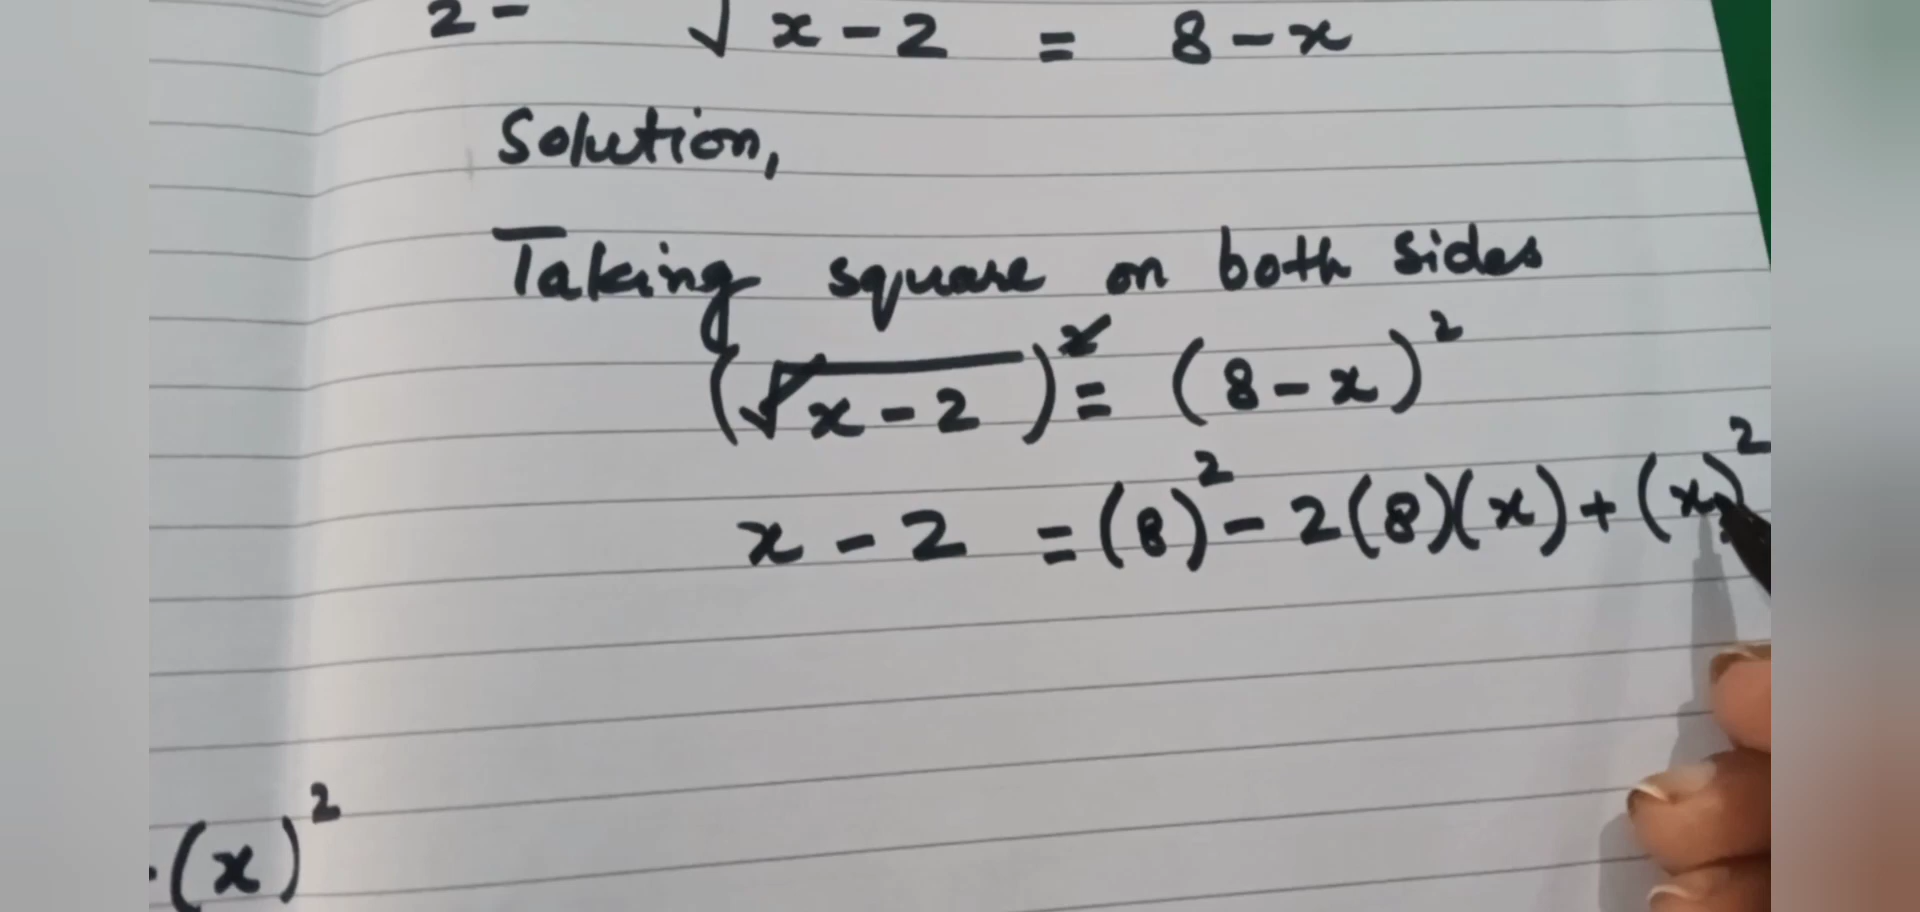 2- √x-2 = 8-x
Solution,
Taking square on both sides
(√x-2)² = (8-x)²
x - 2 = (8)² - 2(8)(x) + (x)²
(x)²